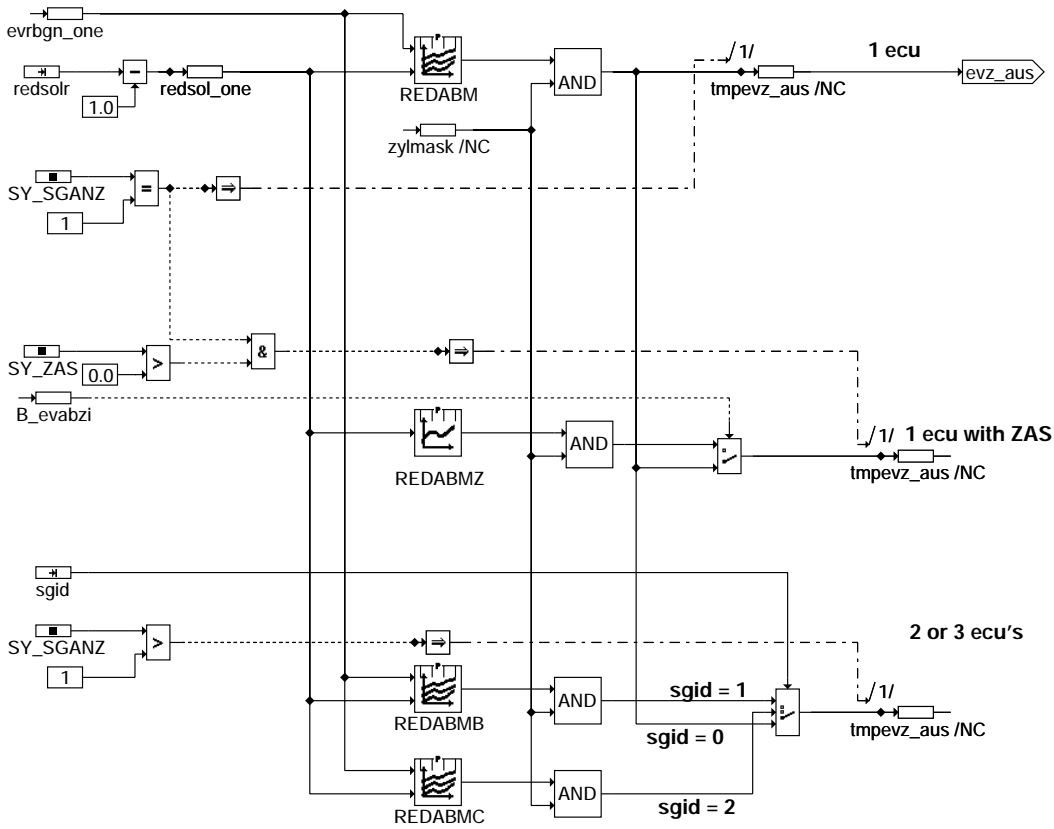 evrbgn_one
redsolr
−
1.0
redsol_one
P
REDABM
AND
zylmask /NC
1/
tmpevz_aus /NC
1 ecu
evz_aus
SY_SGANZ
1
=
⇒
SY_ZAS
0.0
>
&
⇒
B_evabzi
P
REDABMZ
AND
1/
1 ecu with ZAS
tmpevz_aus /NC
sgid
SY_SGANZ
1
>
⇒
2 or 3 ecu's
P
REDABMB
AND
sgid = 1
sgid = 0
1/
tmpevz_aus /NC
P
REDABMC
AND
sgid = 2